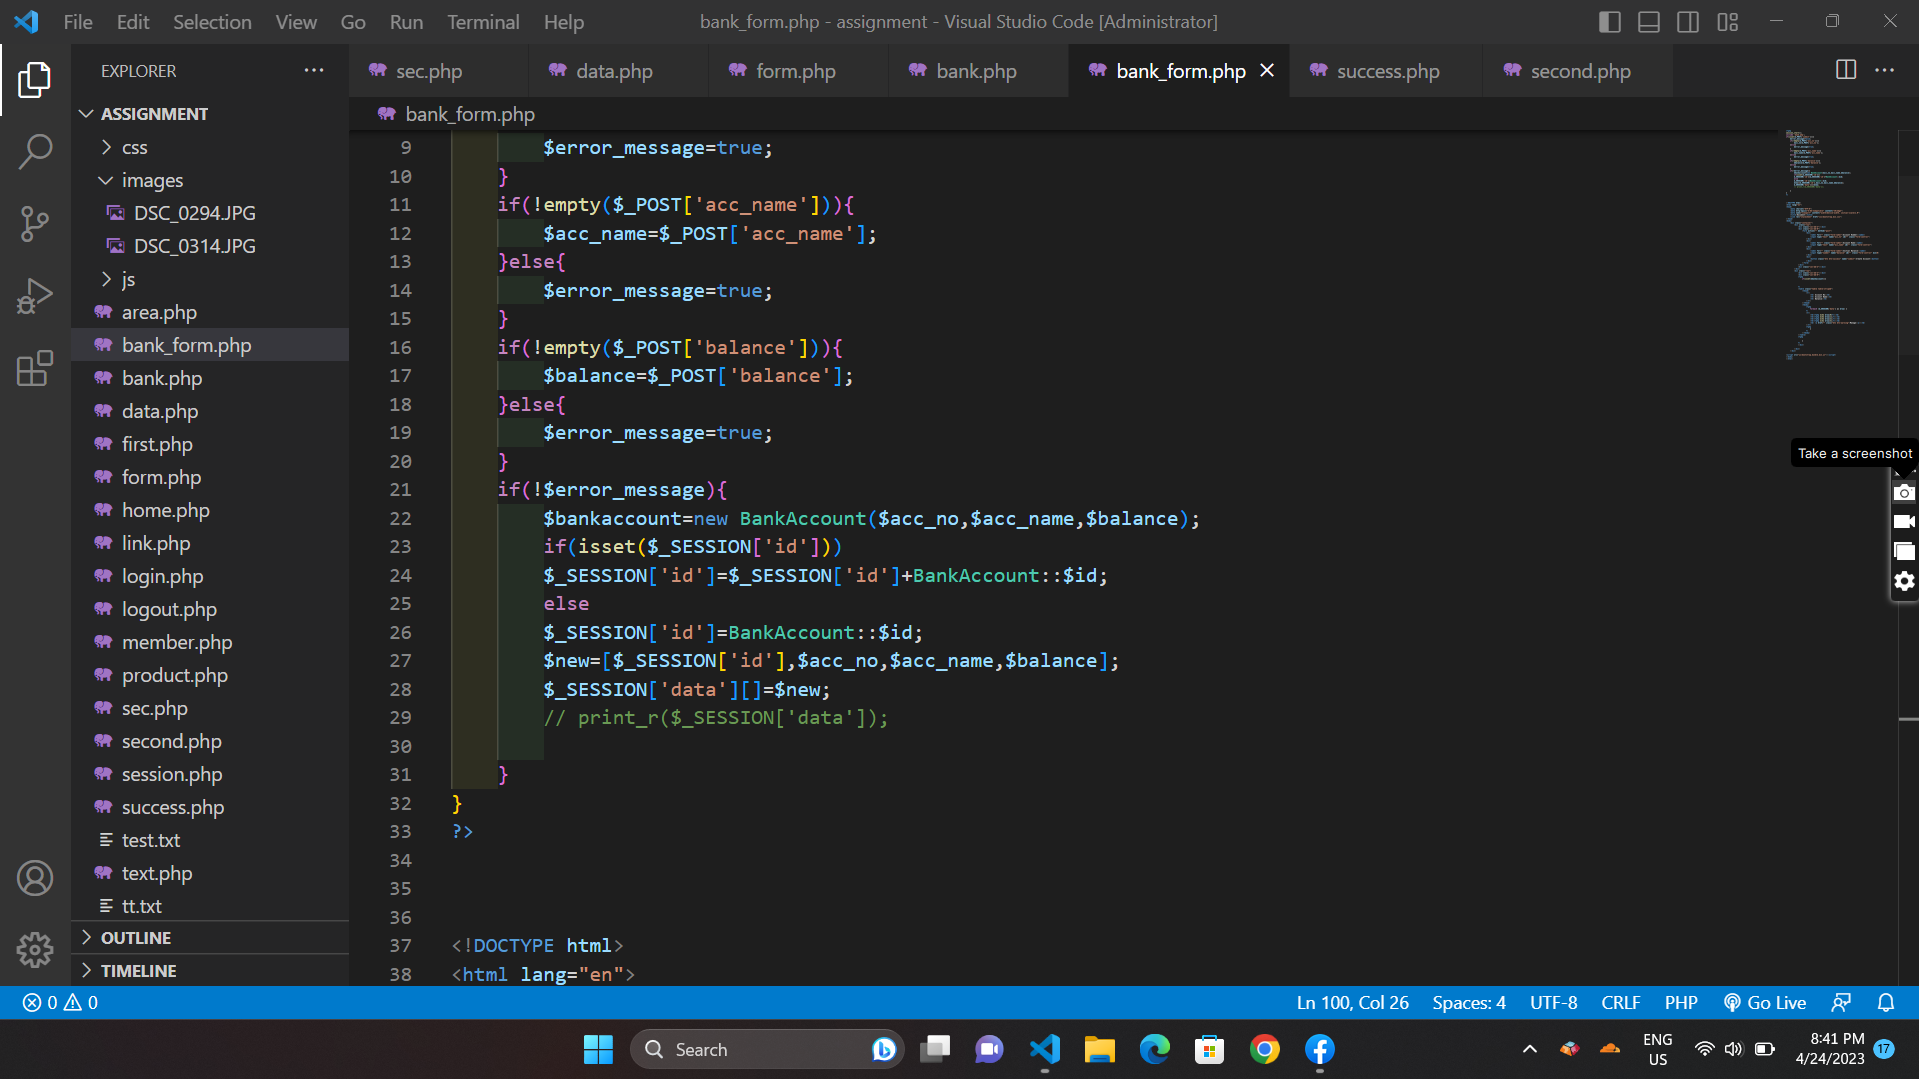 File Edit Selection View Go Run Terminal Help
bank_form.php - assignment - Visual Studio Code [Administrator]
EXPLORER
ASSIGNMENT
css
images
DSC_0294.JPG
DSC_0314.JPG
js
area.php
bank_form.php
bank.php
data.php
first.php
form.php
home.php
link.php
login.php
logout.php
member.php
product.php
sec.php
second.php
session.php
success.php
test.txt
text.php
tt.txt
OUTLINE
TIMELINE
sec.php data.php form.php bank.php bank_form.php success.php second.php
bank_form.php
9 $error_message=true;
10 }
11 if(!empty($_POST['acc_name'])){
12 $acc_name=$_POST['acc_name'];
13 }else{
14 $error_message=true;
15 }
16 if(!empty($_POST['balance'])){
17 $balance=$_POST['balance'];
18 }else{
19 $error_message=true;
20 }
21 if(!$error_message){
22 $bankaccount=new BankAccount($acc_no,$acc_name,$balance);
23 if(isset($_SESSION['id']))
24 $_SESSION['id']=$_SESSION['id']+BankAccount::$id;
25 else
26 $_SESSION['id']=BankAccount::$id;
27 $new=[$_SESSION['id'],$acc_no,$acc_name,$balance];
28 $_SESSION['data'][]=$new;
29 // print_r($_SESSION['data']);
30
31 }
32 }
33 ?>
34
35
36
37 <!DOCTYPE html>
38 <html lang="en">
Take a screenshot
0 0
Ln 100, Col 26 Spaces: 4 UTF-8 CRLF PHP Go Live
Search
ENG
US
8:41 PM
4/24/2023
17